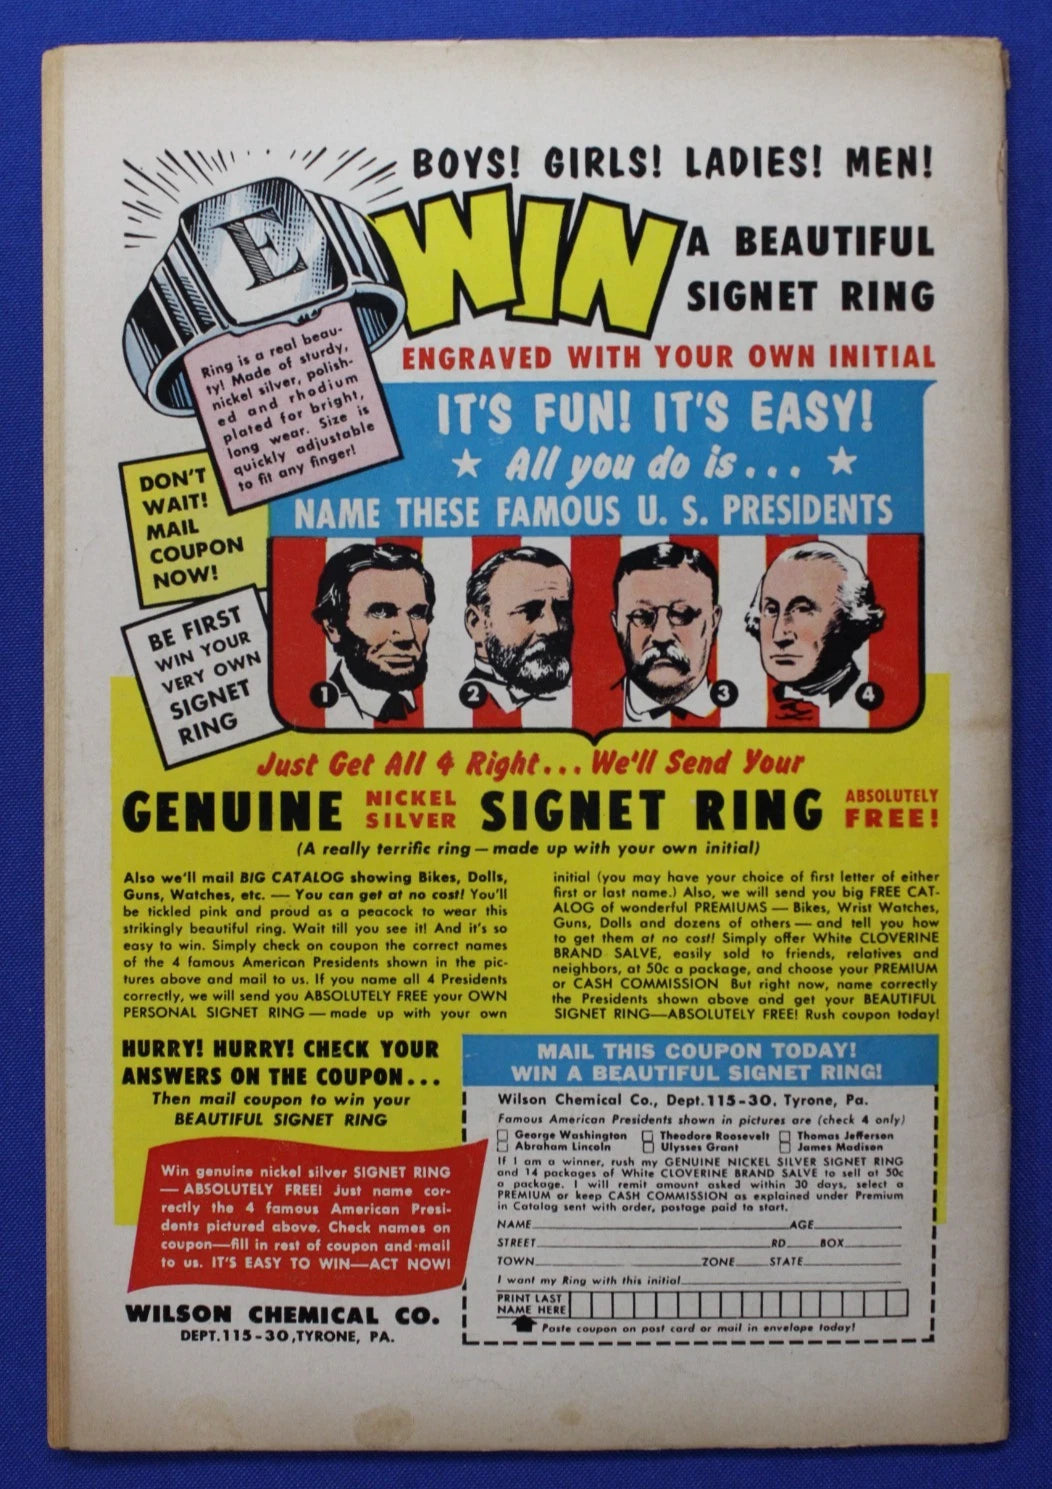 BOYS! GIRLS! LADIES! MEN!
WIN
A BEAUTIFUL
SIGNET RING
ENGRAVED WITH YOUR OWN INITIAL
E
Ring is a real beau-
ty! Made of sturdy,
nickel silver, polish-
ed and rhodium
plated for bright,
long wear. Size is
quickly adjustable
to fit any finger!
IT'S FUN! IT'S EASY!
★ All you do is... ★
NAME THESE FAMOUS U. S. PRESIDENTS
DON'T
WAIT!
MAIL
COUPON
NOW!
BE FIRST
WIN YOUR
VERY OWN
SIGNET
RING
1 2 3 4
Just Get All 4 Right... We'll Send Your
GENUINE NICKEL SILVER SIGNET RING ABSOLUTELY FREE!
(A really terrific ring—made up with your own initial)
Also we'll mail BIG CATALOG showing Bikes, Dolls,
Guns, Watches, etc. — You can get at no cost! You'll
be tickled pink and proud as a peacock to wear this
strikingly beautiful ring. Wait till you see it! And it's so
easy to win. Simply check on coupon the correct names
of the 4 famous American Presidents shown in the pic-
tures above and mail to us. If you name all 4 Presidents
correctly, we will send you ABSOLUTELY FREE your OWN
PERSONAL SIGNET RING — made up with your own
initial (you may have your choice of first letter of either
first or last name.) Also, we will send you big FREE CAT-
ALOG of wonderful PREMIUMS — Bikes, Wrist Watches,
Guns, Dolls and dozens of others — and tell you how
to get them at no cost! Simply offer White CLOVERINE
BRAND SALVE, easily sold to friends, relatives and
neighbors, at 50c a package, and choose your PREMIUM
or CASH COMMISSION But right now, name correctly
the Presidents shown above and get your BEAUTIFUL
SIGNET RING—ABSOLUTELY FREE! Rush coupon today!
HURRY! HURRY! CHECK YOUR
ANSWERS ON THE COUPON...
Then mail coupon to win your
BEAUTIFUL SIGNET RING
Win genuine nickel silver SIGNET RING
— ABSOLUTELY FREE! Just name cor-
rectly the 4 famous American Presi-
dents pictured above. Check names on
coupon—fill in rest of coupon and mail
to us. IT'S EASY TO WIN—ACT NOW!
WILSON CHEMICAL CO.
DEPT. 115-30, TYRONE, PA.
MAIL THIS COUPON TODAY!
WIN A BEAUTIFUL SIGNET RING!
Wilson Chemical Co., Dept. 115-30, Tyrone, Pa.
Famous American Presidents shown in pictures are (check 4 only)
George Washington Theodore Roosevelt Thomas Jefferson
Abraham Lincoln Ulysses Grant James Madison
If I am a winner, rush my GENUINE NICKEL SILVER SIGNET RING
and 14 packages of White CLOVERINE BRAND SALVE to sell at 50c
a package. I will remit amount asked within 30 days, select a
PREMIUM or keep CASH COMMISSION as explained under Premium
in Catalog sent with order, postage paid to start.
NAME AGE
STREET RD BOX
TOWN ZONE STATE
I want my Ring with this initial
PRINT LAST
NAME HERE
Paste coupon on post card or mail in envelope today!